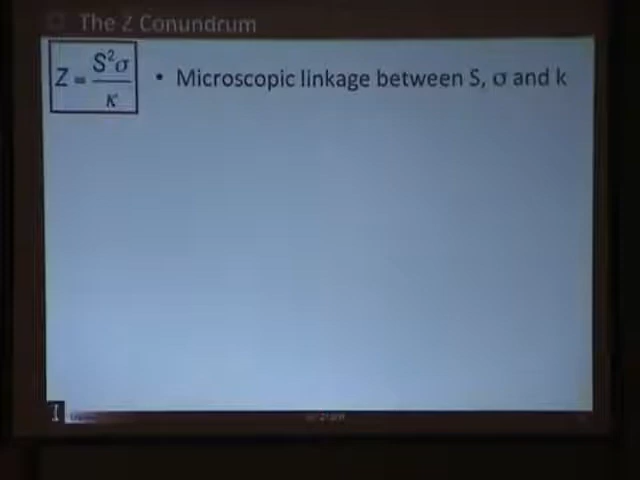 The Z Conundrum
Z = S²σ / κ
• Microscopic linkage between S, σ and k